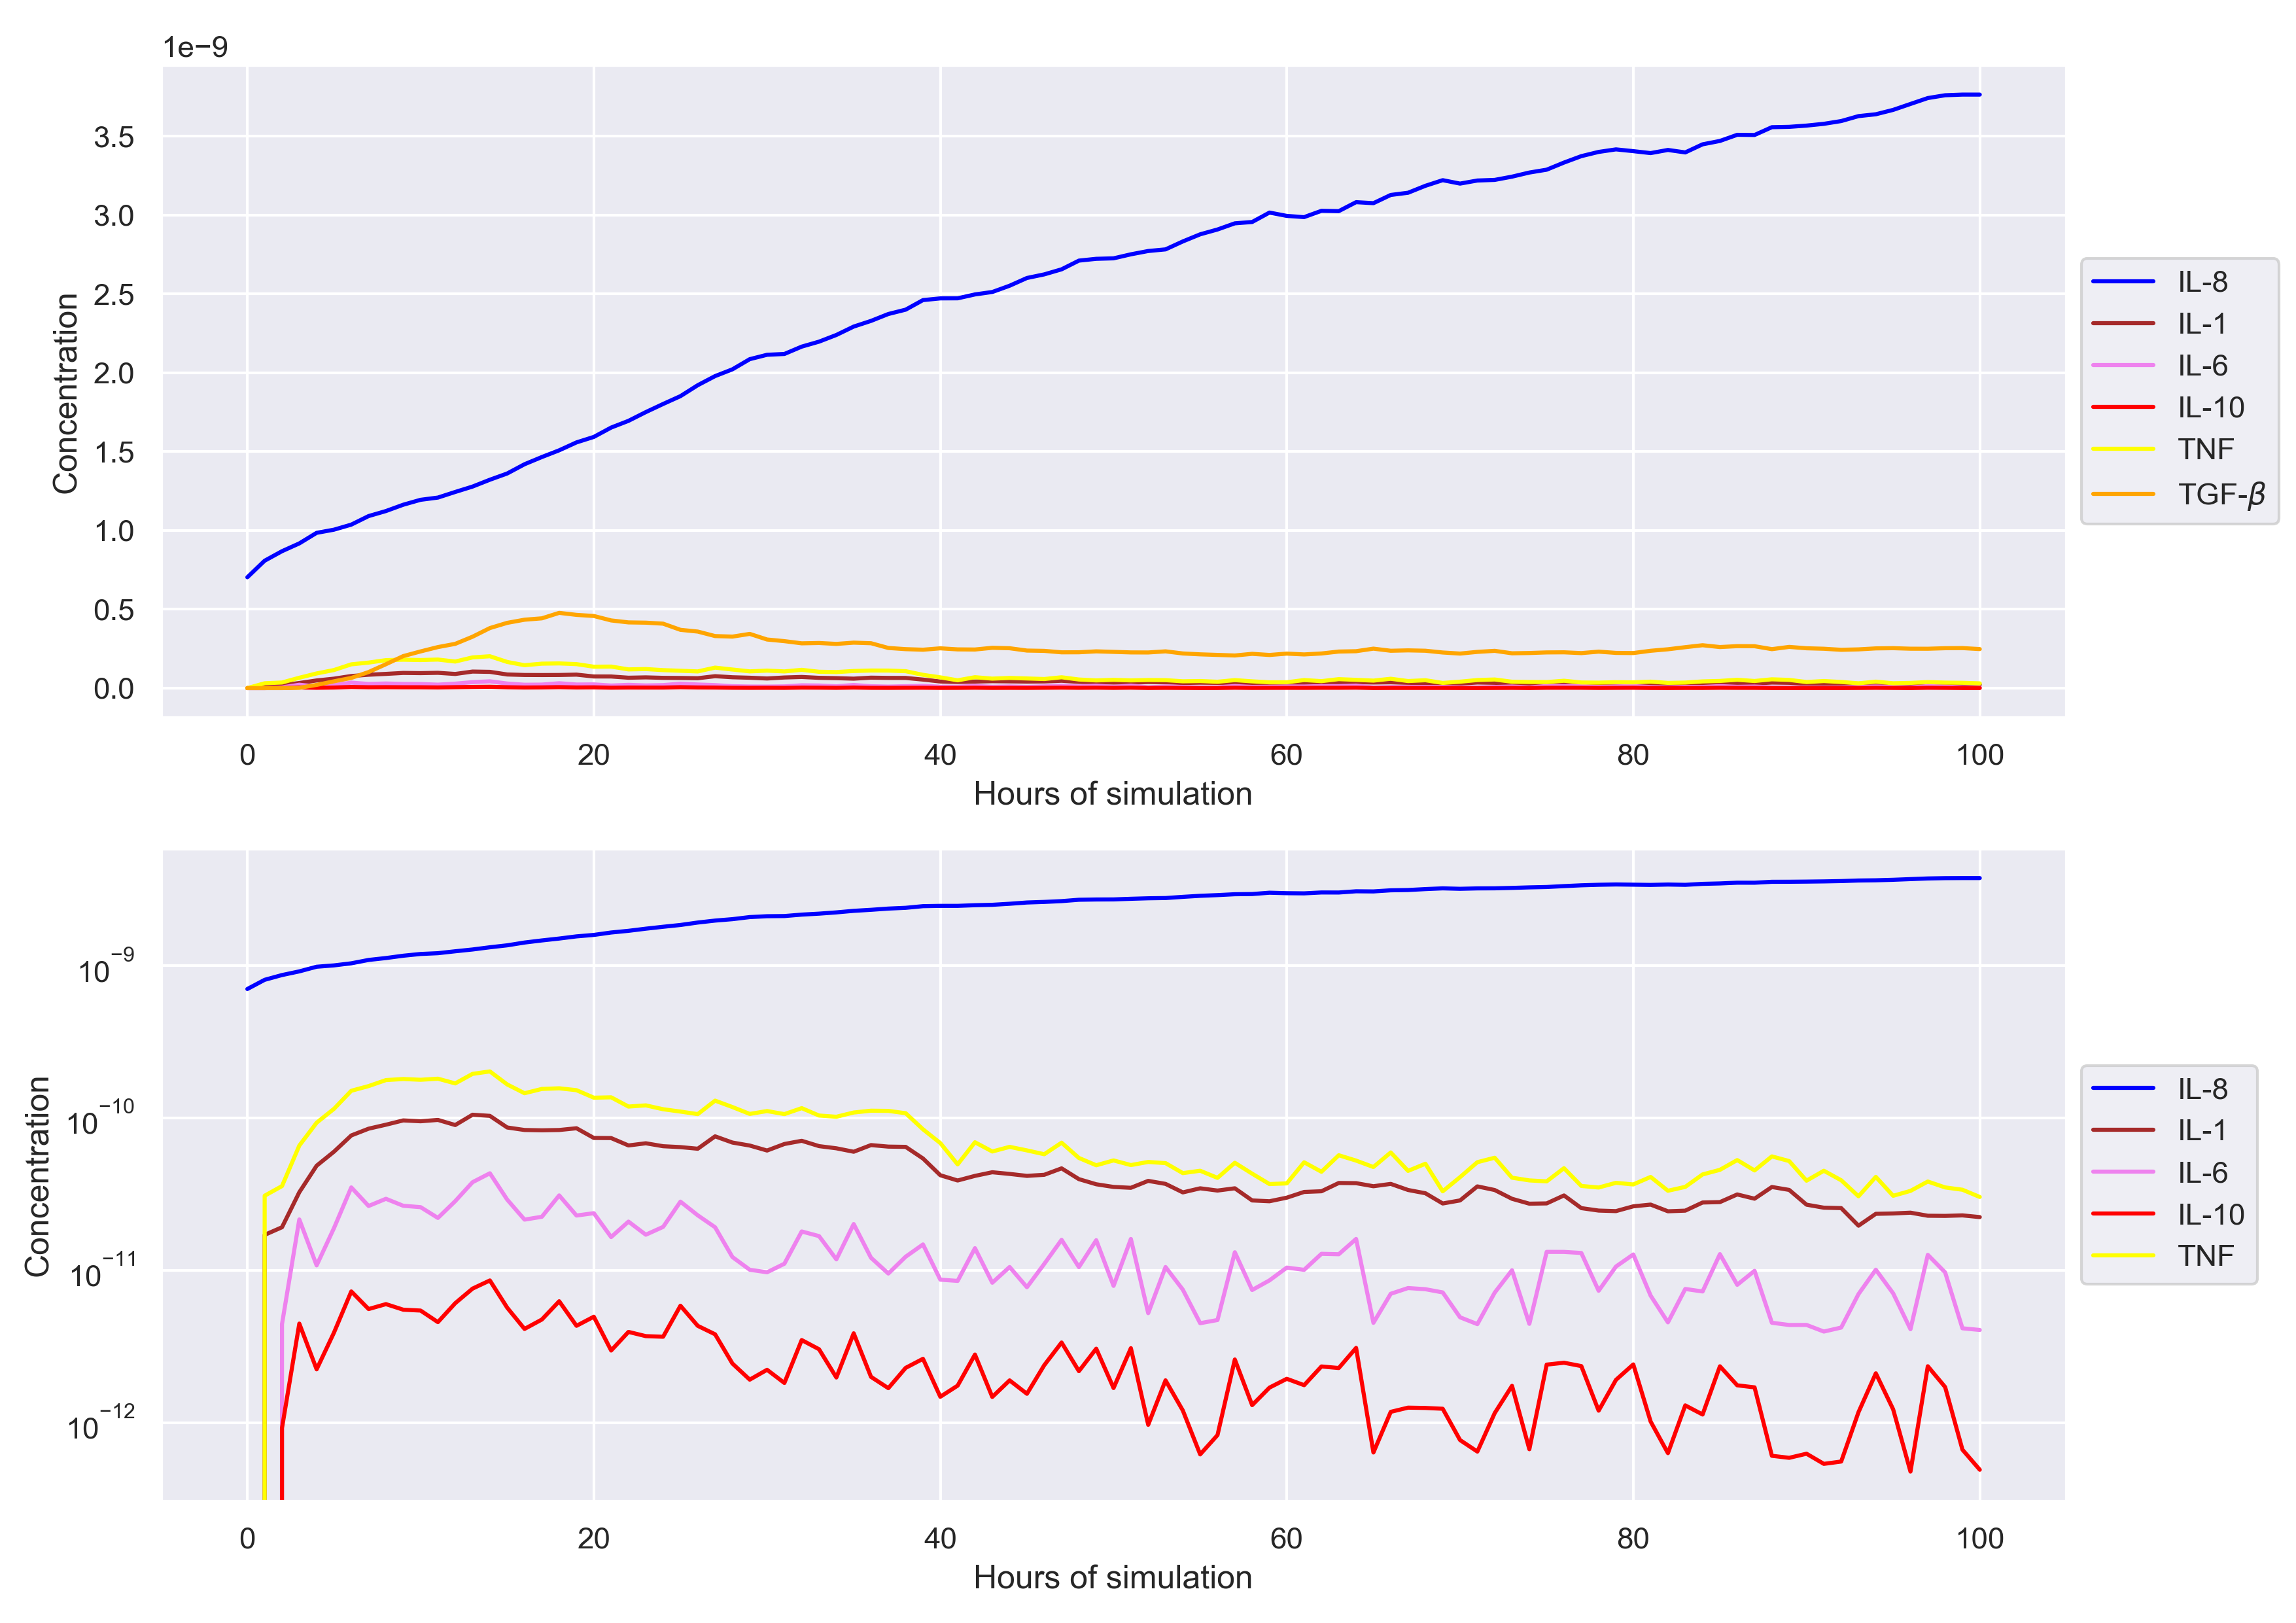 1e−9
3.5
3.0
2.5
2.0
1.5
1.0
0.5
0.0
Concentration
0 20 40 60 80 100
Hours of simulation
IL-8
IL-1
IL-6
IL-10
TNF
TGF-β
10⁻⁹
10⁻¹⁰
10⁻¹¹
10⁻¹²
Concentration
0 20 40 60 80 100
Hours of simulation
IL-8
IL-1
IL-6
IL-10
TNF